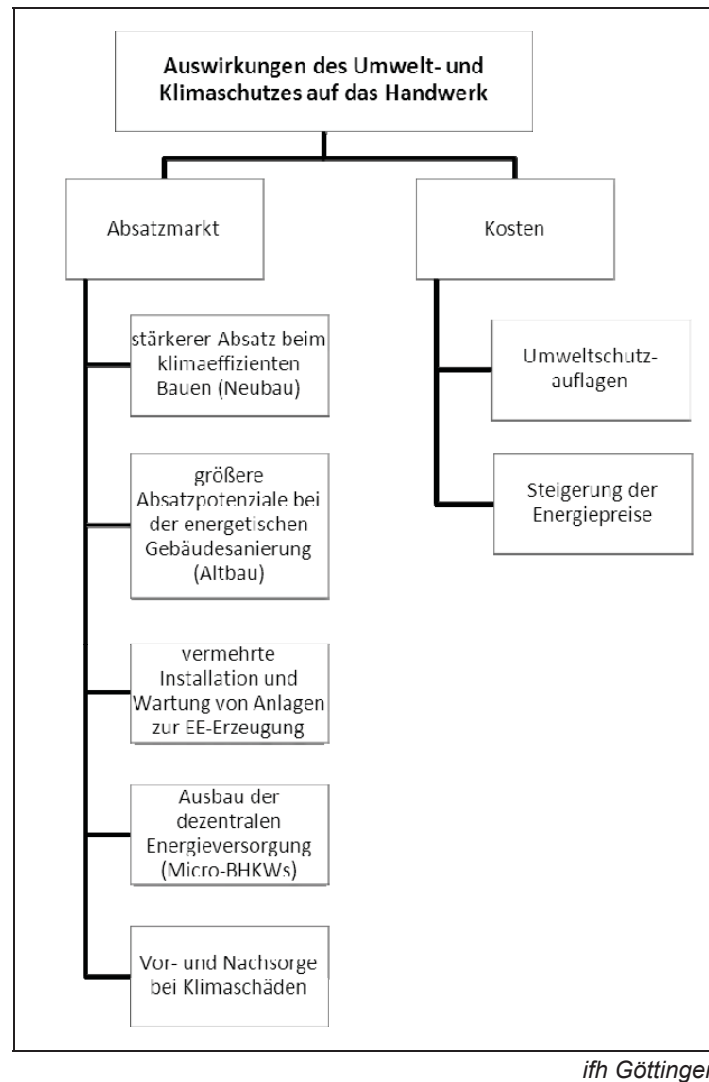 Auswirkungen des Umwelt- und
Klimaschutzes auf das Handwerk
Absatzmarkt
stärkerer Absatz beim
klimaeffizienten
Bauen (Neubau)
größere
Absatzpotenziale bei
der energetischen
Gebäudesanierung
(Altbau)
vermehrte
Installation und
Wartung von Anlagen
zur EE-Erzeugung
Ausbau der
dezentralen
Energieversorgung
(Micro-BHKWs)
Vor- und Nachsorge
bei Klimaschäden
Kosten
Umweltschutz-
auflagen
Steigerung der
Energiepreise
ifh Göttingen